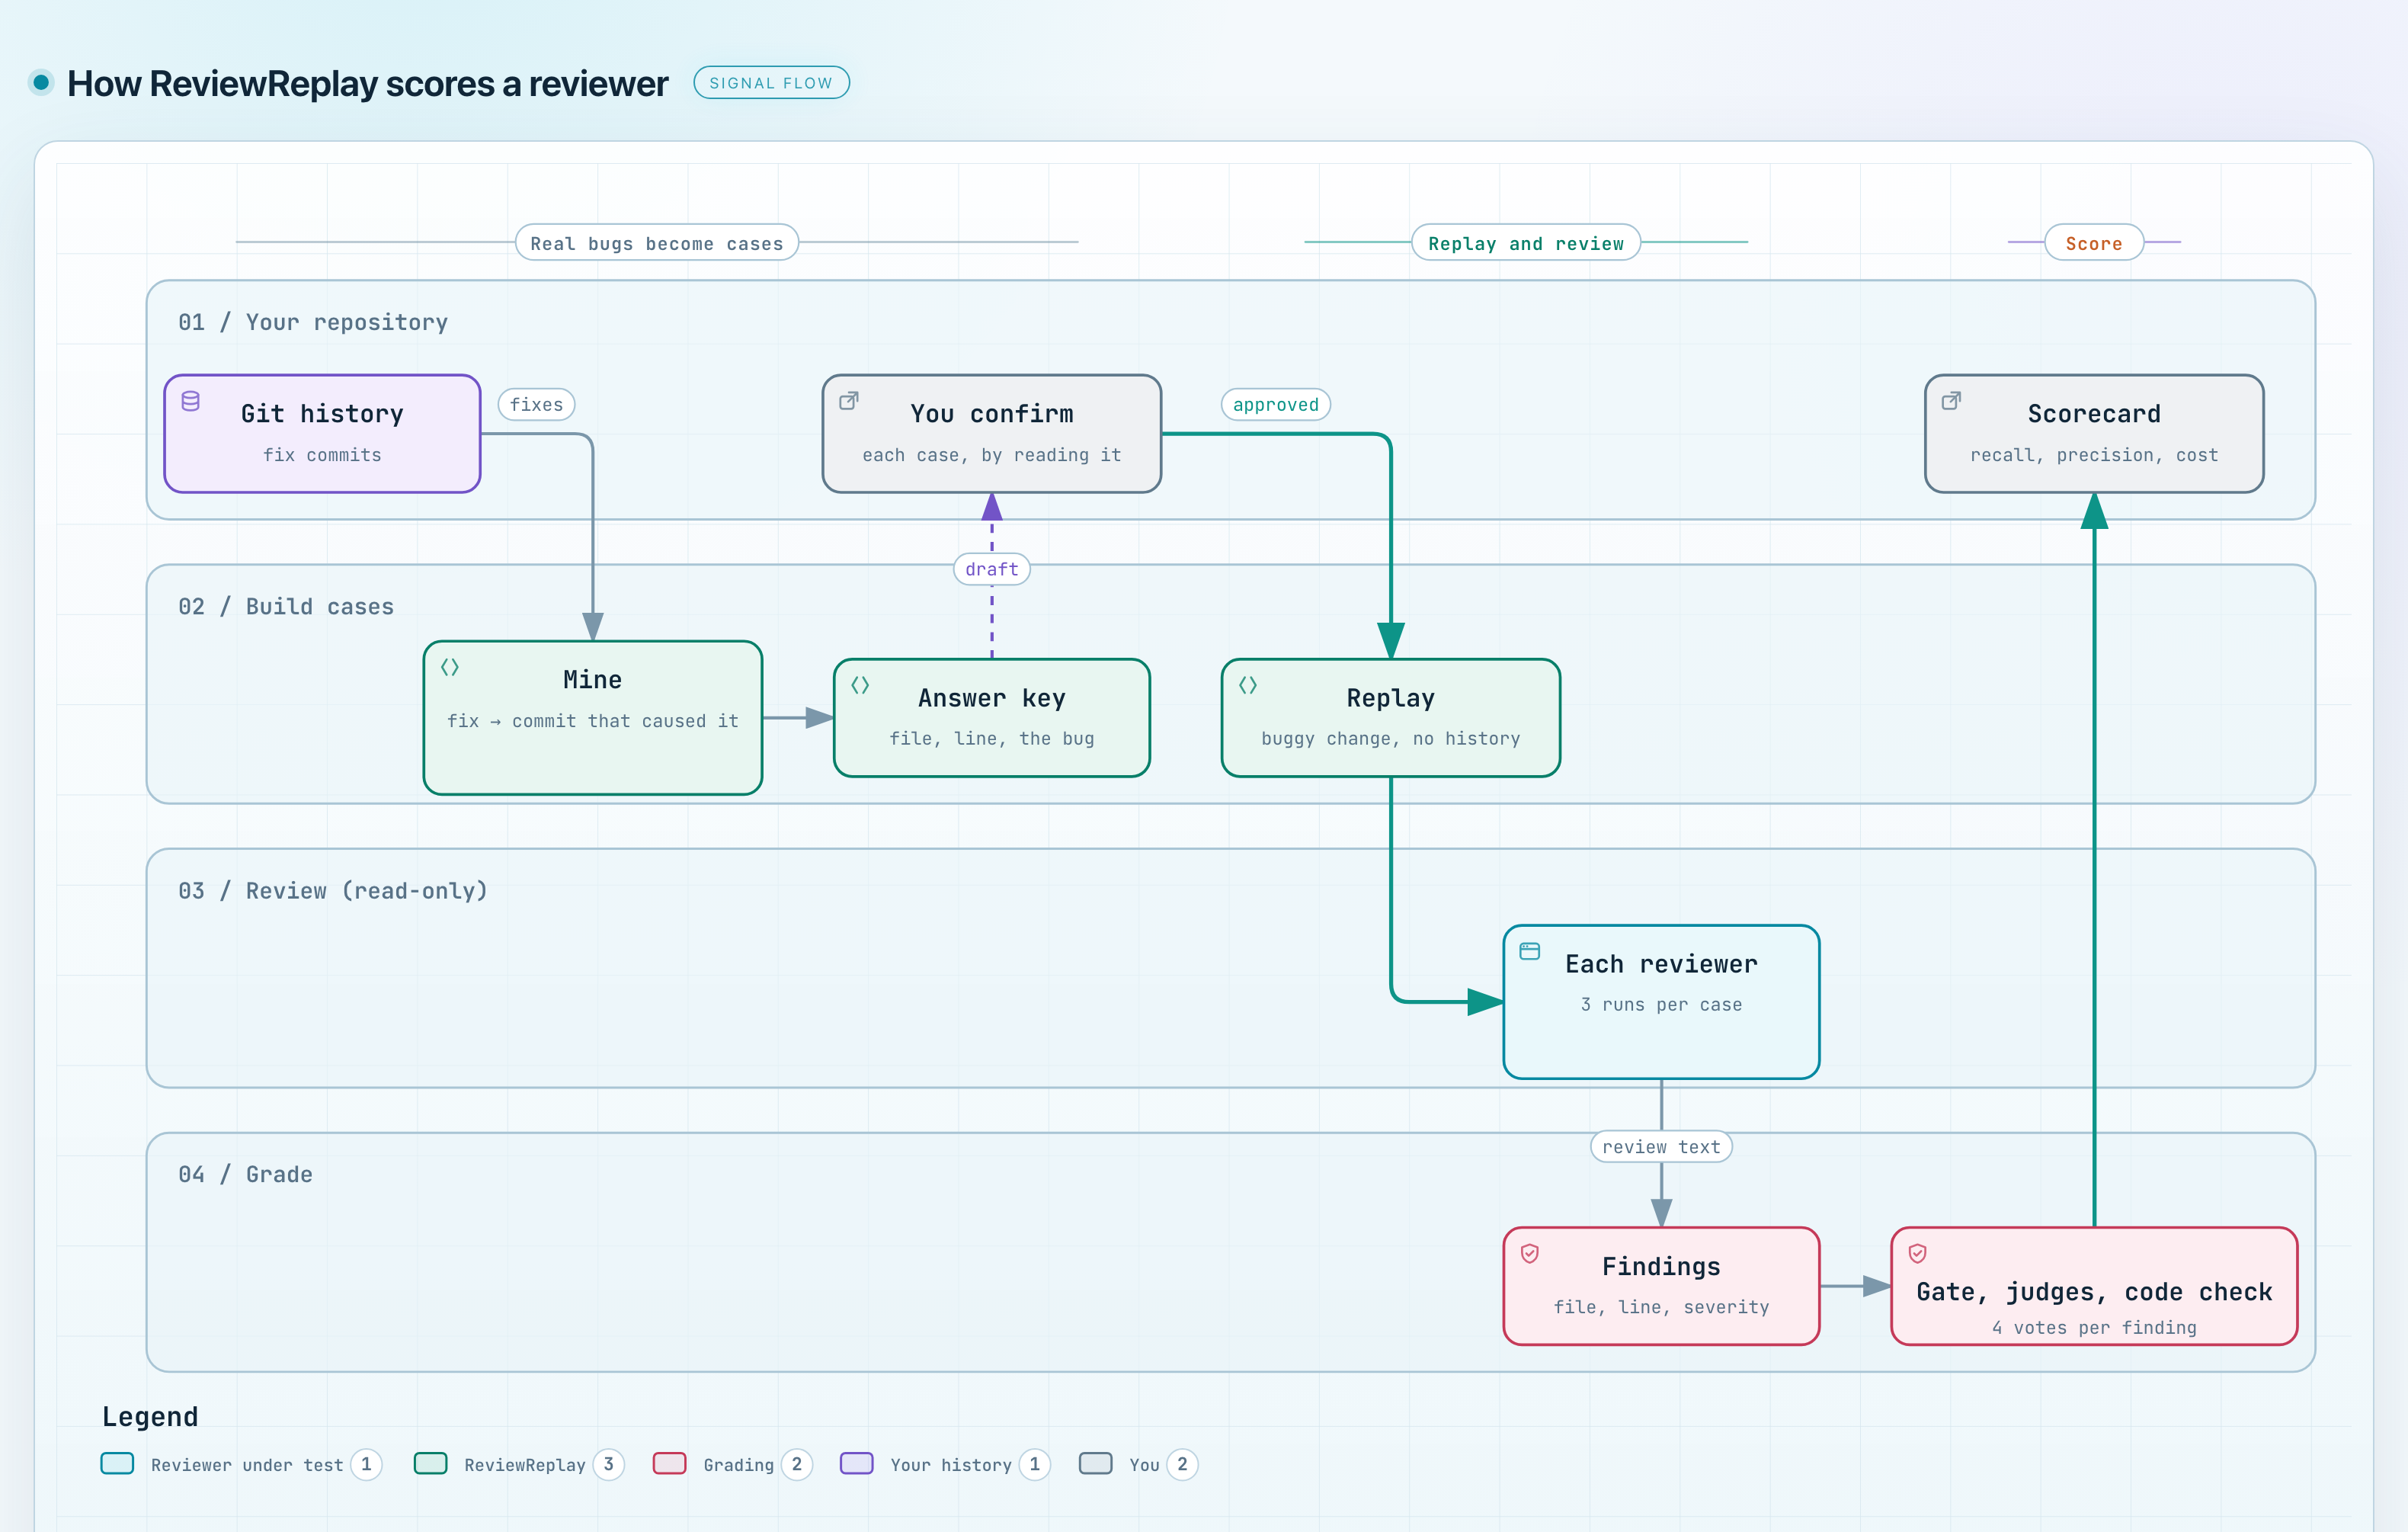 How ReviewReplay scores a reviewer
SIGNAL FLOW
Real bugs become cases
Replay and review
Score
01 / Your repository
Git history
fix commits
fixes
You confirm
each case, by reading it
approved
Scorecard
recall, precision, cost
draft
02 / Build cases
Mine
fix → commit that caused it
Answer key
file, line, the bug
Replay
buggy change, no history
03 / Review (read-only)
Each reviewer
3 runs per case
review text
04 / Grade
Findings
file, line, severity
Gate, judges, code check
4 votes per finding
Legend
Reviewer under test 1
ReviewReplay 3
Grading 2
Your history 1
You 2